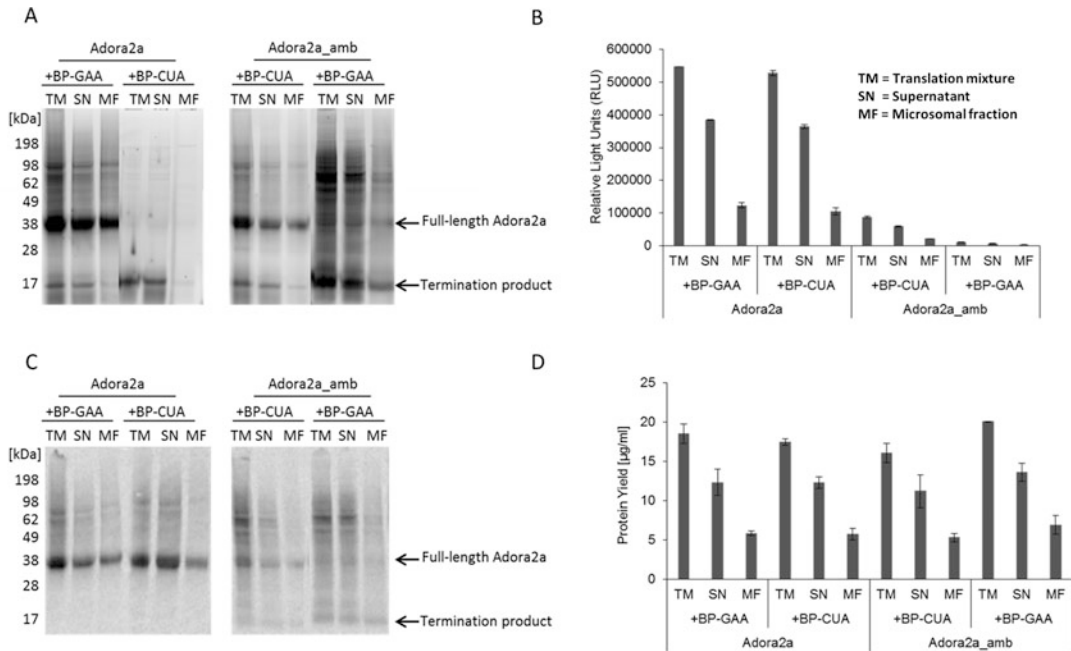 A
Adora2a Adora2a_amb
+BP-GAA +BP-CUA +BP-CUA +BP-GAA
TM SN MF TM SN MF TM SN MF TM SN MF
[kDa]
198
98
62
49
38
28
17
Full-length Adora2a
Termination product
B
Relative Light Units (RLU)
600000
500000
400000
300000
200000
100000
0
TM = Translation mixture
SN = Supernatant
MF = Microsomal fraction
TM SN MF TM SN MF TM SN MF TM SN MF
+BP-GAA +BP-CUA +BP-CUA +BP-GAA
Adora2a Adora2a_amb
C
Adora2a Adora2a_amb
+BP-GAA +BP-CUA +BP-CUA +BP-GAA
TM SN MF TM SN MF TM SN MF TM SN MF
[kDa]
198
98
62
49
38
28
17
Full-length Adora2a
Termination product
D
Protein Yield [µg/ml]
25
20
15
10
5
0
TM SN MF TM SN MF TM SN MF TM SN MF
+BP-GAA +BP-CUA +BP-CUA +BP-GAA
Adora2a Adora2a_amb